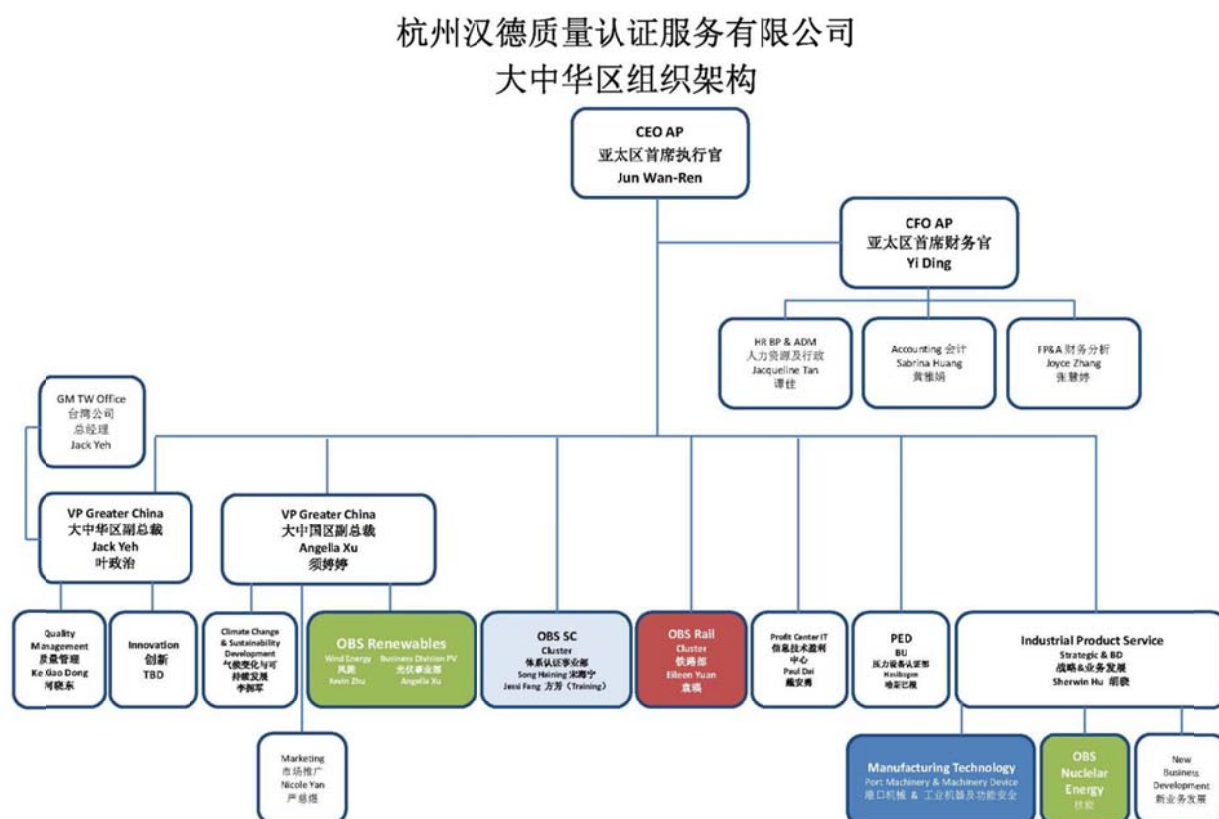 杭州汉德质量认证服务有限公司
大中华区组织架构
CEO AP
亚太区首席执行官
Jun Wan-Ren
CFO AP
亚太区首席财务官
Yi Ding
HR BP & ADM
人力资源及行政
Jacqueline Tan
谭佳
Accounting 会计
Sabrina Huang
黄雅娟
FP&A 财务分析
Joyce Zhang
张慧婷
GM TW Office
台湾公司
总经理
Jack Yeh
VP Greater China
大中华区副总裁
Jack Yeh
叶政治
VP Greater China
大中国区副总裁
Angelia Xu
须婷婷
Quality
Management
质量管理
Ke Gao Dong
柯晓东
Innovation
创新
TBD
Climate Change
& Sustainability
Development
气候变化与可
持续发展
李拥军
OBS Renewables
Wind Energy
风能
Kevin Zhu
Business Division PV
光伏事业部
Angelia Xu
OBS SC
Cluster
体系认证事业部
Song Haining 宋海宁
Jessi Fang 方芳（Training）
OBS Rail
Cluster
铁路部
Eileen Yuan
袁瑛
Profit Center IT
信息技术盈利
中心
Paul Dai
戴安勇
PED
BU
压力设备认证部
Hasibagen
哈斯巴根
Industrial Product Service
Strategic & BD
战略&业务发展
Sherwin Hu 胡骁
Marketing
市场推广
Nicole Yan
严慈煜
Manufacturing Technology
Port Machinery & Machinery Device
港口机械 & 工业机器及功能安全
OBS
Nuclelar
Energy
核能
New
Business
Development
新业务发展